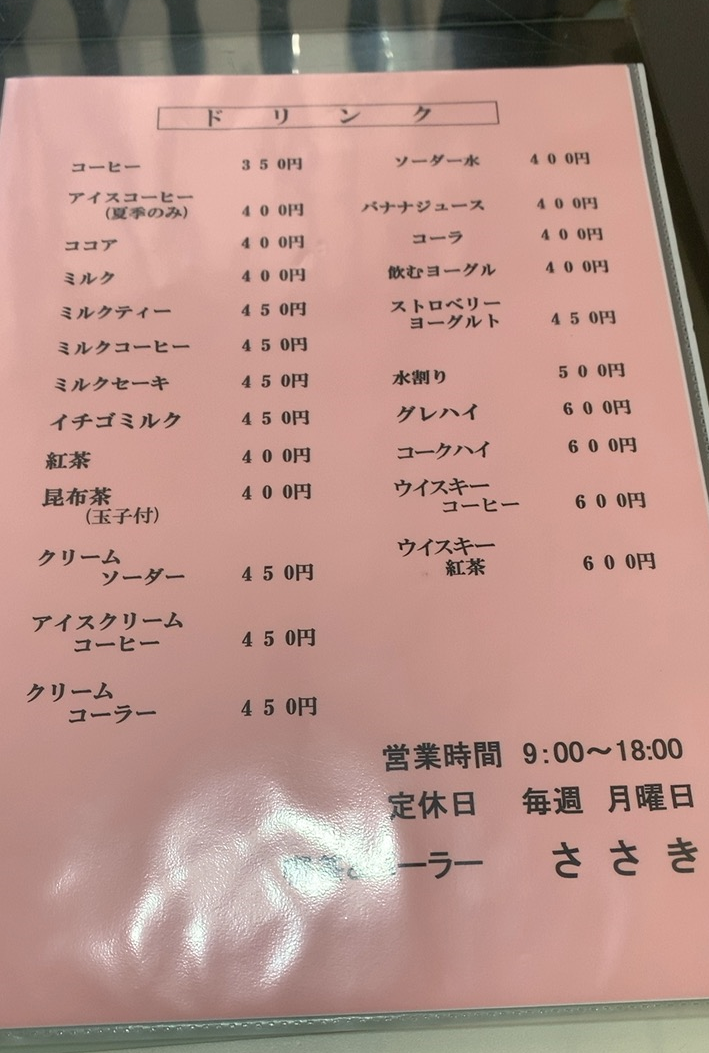 ドリンク
コーヒー 350円
アイスコーヒー
(夏季のみ) 400円
ココア 400円
ミルク 400円
ミルクティー 450円
ミルクコーヒー 450円
ミルクセーキ 450円
イチゴミルク 450円
紅茶 400円
昆布茶 400円
(玉子付)
クリーム
ソーダー 450円
アイスクリーム
コーヒー 450円
クリーム
コーラー 450円
ソーダー水 400円
バナナジュース 400円
コーラ 400円
飲むヨーグル 400円
ストロベリー
ヨーグルト 450円
水割り 500円
グレハイ 600円
コークハイ 600円
ウイスキー
コーヒー 600円
ウイスキー
紅茶 600円
営業時間 9:00～18:00
定休日 毎週 月曜日
ーラー ささき